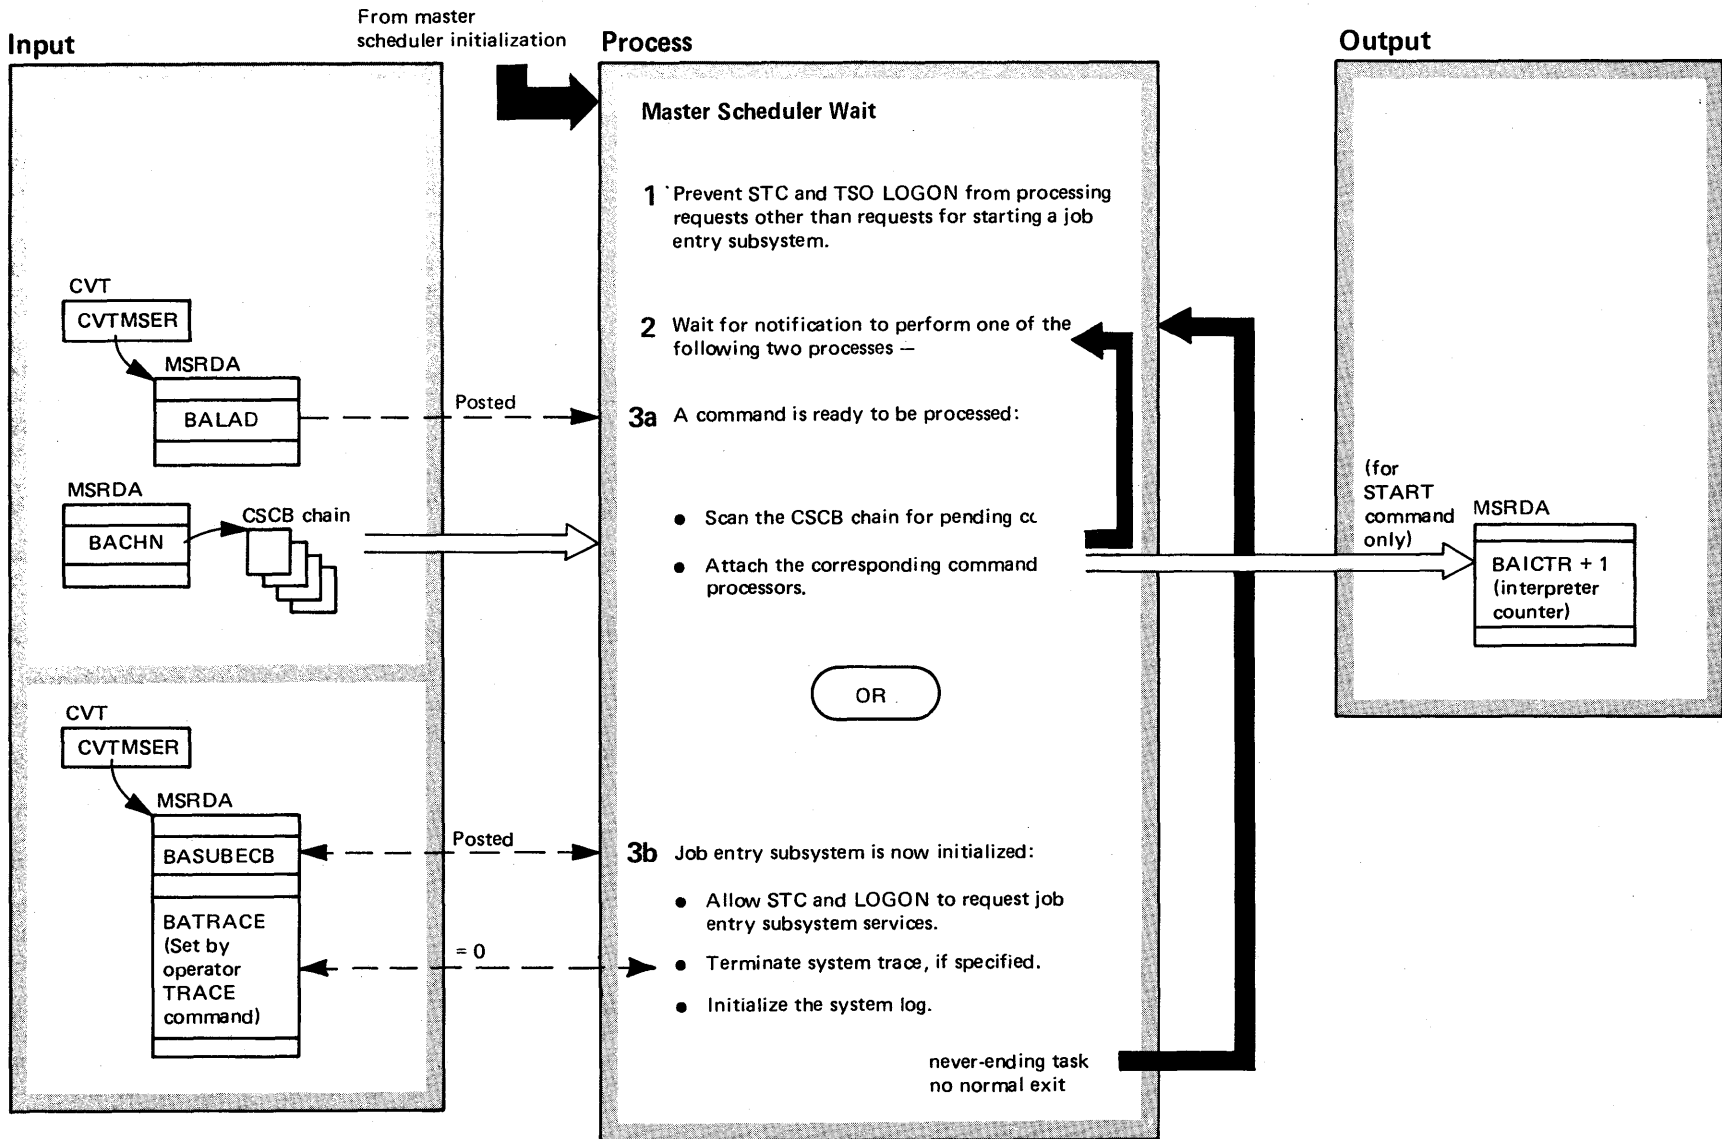 From master
scheduler initialization
Input
Process
Output
Master Scheduler Wait
1 Prevent STC and TSO LOGON from processing
requests other than requests for starting a job
entry subsystem.
CVT
CVTMSER
MSRDA
BALAD
Posted
2 Wait for notification to perform one of the
following two processes –
3a A command is ready to be processed:
MSRDA
BACHN
CSCB chain
• Scan the CSCB chain for pending
• Attach the corresponding command
processors.
(for
START
command
only)
MSRDA
BAICTR + 1
(interpreter
counter)
OR
CVT
CVTMSER
MSRDA
BASUBECB
Posted
BATRACE
(Set by
operator
TRACE
command)
= 0
3b Job entry subsystem is now initialized:
• Allow STC and LOGON to request job
entry subsystem services.
• Terminate system trace, if specified.
• Initialize the system log.
never-ending task
no normal exit